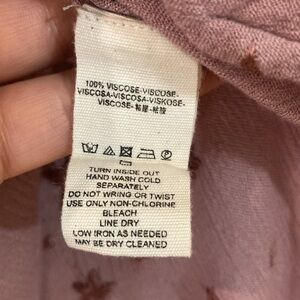 100% VISCOSE-VISCOSE-
VISCOSA-VISCOSA-VISKOSE-
VISCOSE-粘尾-粘胶
TURN INSIDE OUT
HAND WASH COLD
SEPARATELY
DO NOT WRING OR TWIST
USE ONLY NON-CHLORINE
BLEACH
LINE DRY
LOW IRON AS NEEDED
MAY BE DRY CLEANED